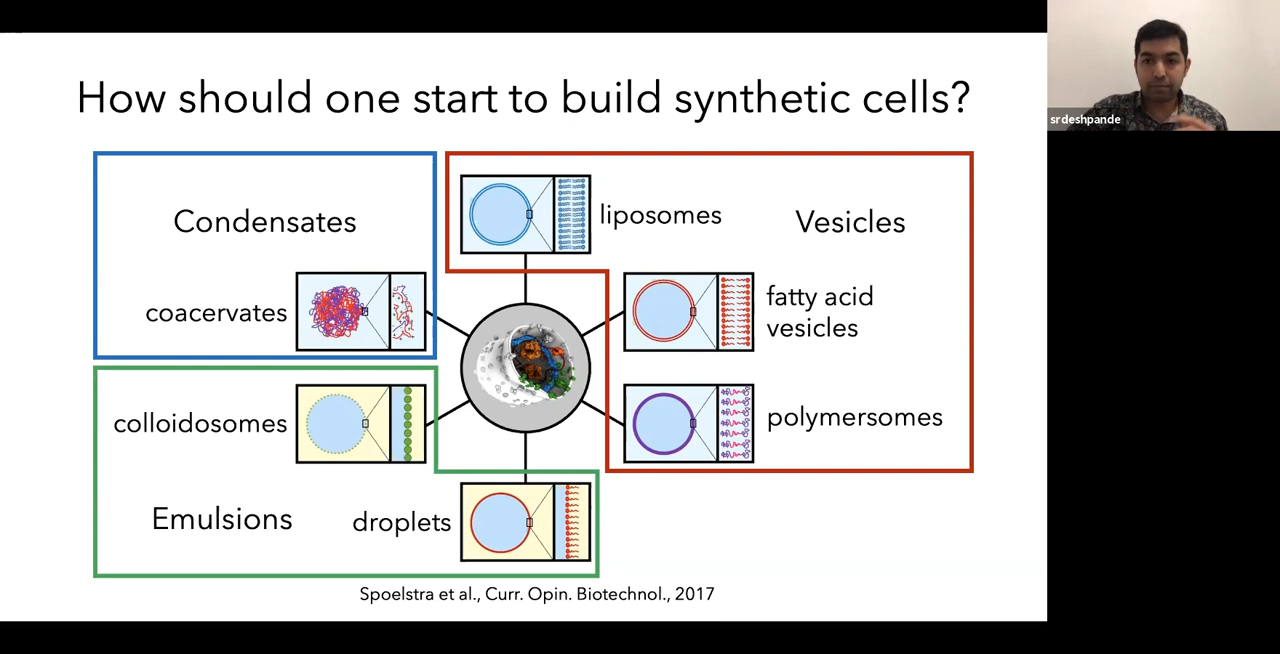 How should one start to build synthetic cells?
srdeshpande
Condensates
liposomes
Vesicles
coacervates
fatty acid
vesicles
colloidosomes
polymersomes
Emulsions
droplets
Spoelstra et al., Curr. Opin. Biotechnol., 2017